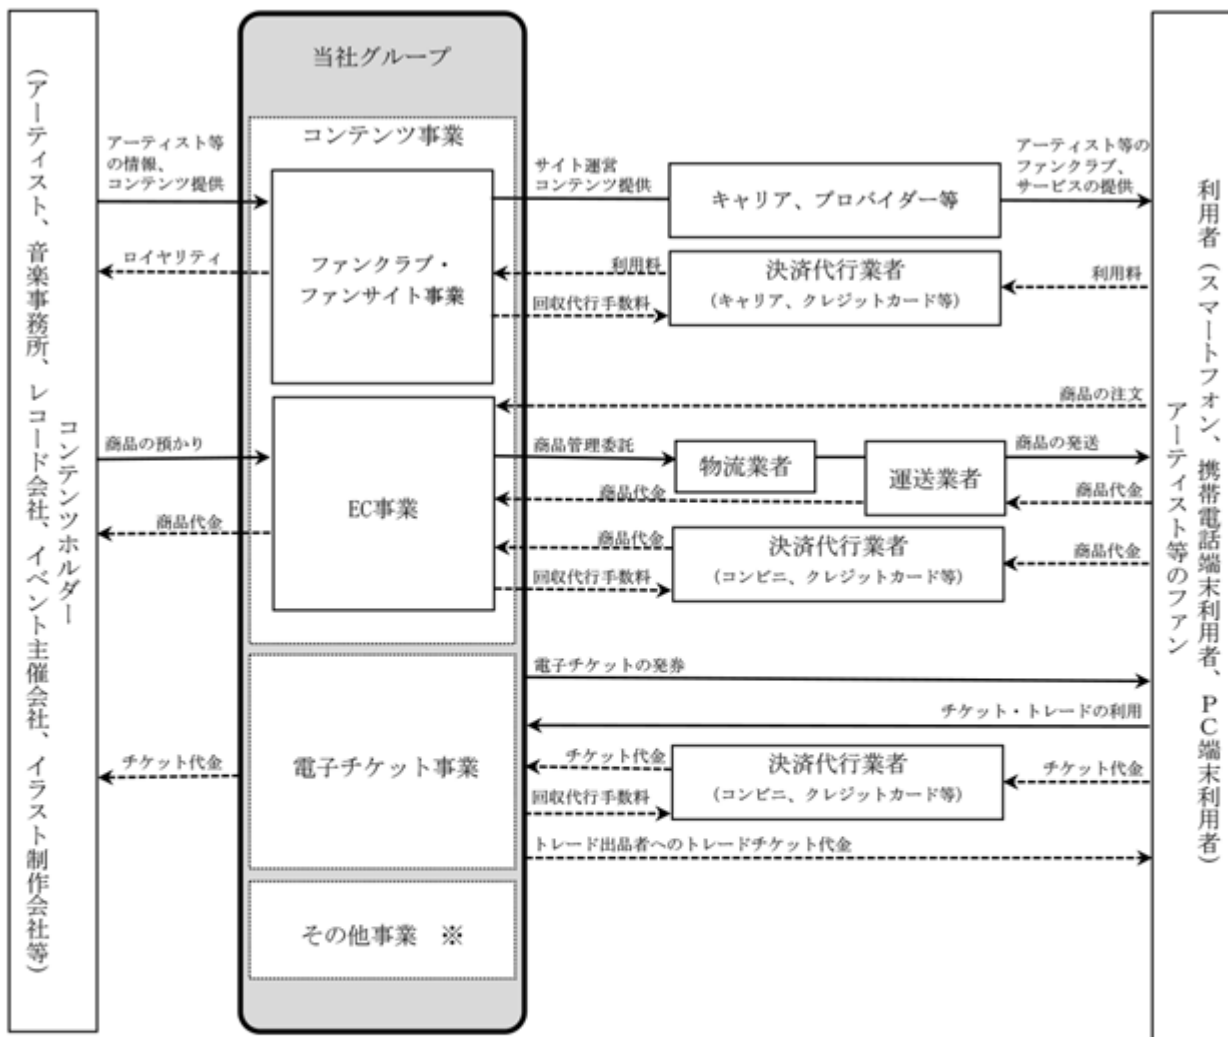 コンテンツホルダー
（アーティスト、音楽事務所、レコード会社、イベント主催会社、イラスト制作会社等）
当社グループ
コンテンツ事業
アーティスト等
の情報、
コンテンツ提供
ロイヤリティ
ファンクラブ・
ファンサイト事業
サイト運営
コンテンツ提供
キャリア、プロバイダー等
アーティスト等の
ファンクラブ、
サービスの提供
利用料
決済代行業者
（キャリア、クレジットカード等）
利用料
回収代行手数料
商品の注文
商品の預かり
商品代金
EC事業
商品管理委託
物流業者
運送業者
商品の発送
商品代金
商品代金
商品代金
決済代行業者
（コンビニ、クレジットカード等）
商品代金
回収代行手数料
電子チケットの発券
チケット・トレードの利用
チケット代金
電子チケット事業
チケット代金
決済代行業者
（コンビニ、クレジットカード等）
チケット代金
回収代行手数料
トレード出品者へのトレードチケット代金
その他事業　※
利用者（スマートフォン、携帯電話端末利用者、ＰＣ端末利用者）
アーティスト等のファン